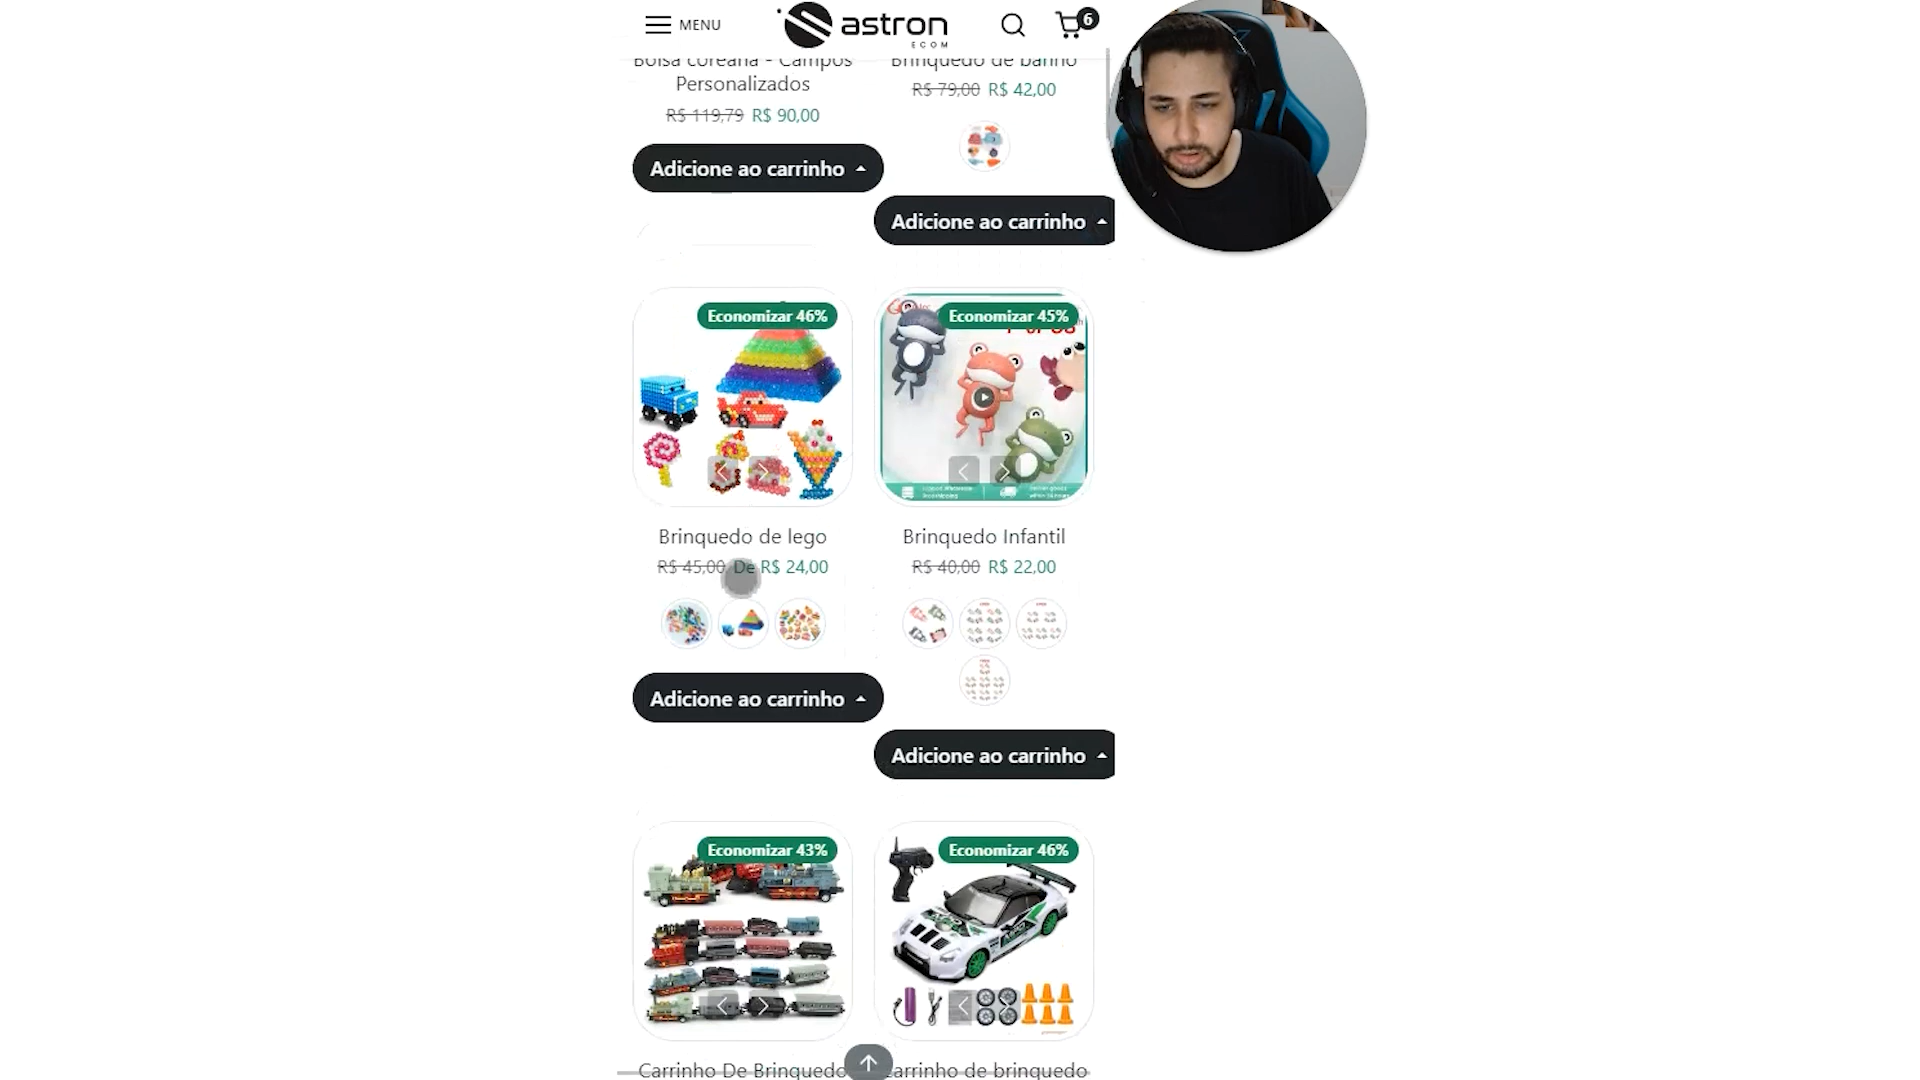 MENU
astron
ECOM
6
Bolsa coreana - Campos
Personalizados
R$ 119,79 R$ 90,00
Adicione ao carrinho
Brinquedo de banho
R$ 79,00 R$ 42,00
Adicione ao carrinho
Economizar 46%
Brinquedo de lego
R$ 45,00 De R$ 24,00
Adicione ao carrinho
Economizar 45%
Brinquedo Infantil
R$ 40,00 R$ 22,00
Adicione ao carrinho
Economizar 43%
Carrinho De Brinquedo
Economizar 46%
carrinho de brinquedo